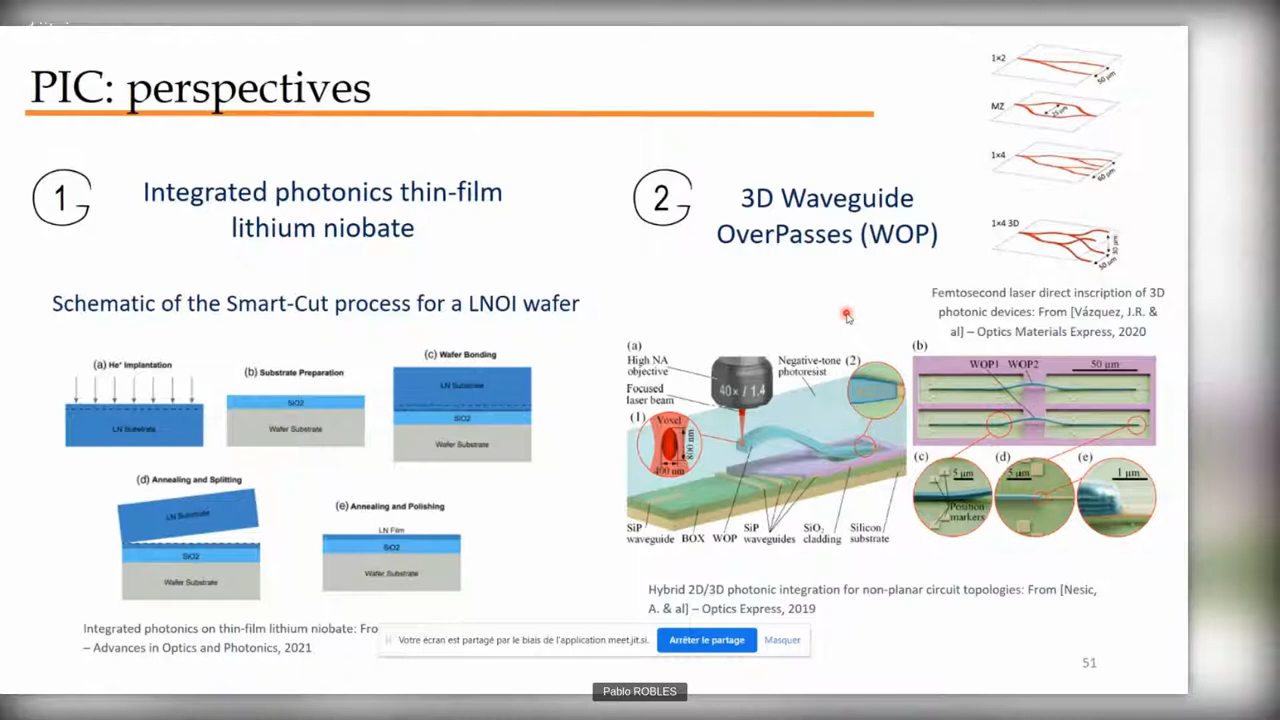 PIC: perspectives
1
Integrated photonics thin-film
lithium niobate
Schematic of the Smart-Cut process for a LNOI wafer
(a) He⁺ Implantation
LN Substrate
(b) Substrate Preparation
SiO2
Wafer Substrate
(c) Wafer Bonding
LN Substrate
SiO2
Wafer Substrate
(d) Annealing and Splitting
LN Substrate
SiO2
Wafer Substrate
(e) Annealing and Polishing
LN Film
SiO2
Wafer Substrate
Integrated photonics on thin-film lithium niobate: Fro
– Advances in Optics and Photonics, 2021
2
3D Waveguide
OverPasses (WOP)
1×2
50 μm
MZ
25 μm
1×4
60 μm
1×4 3D
30 μm
50 μm
Femtosecond laser direct inscription of 3D
photonic devices: From [Vázquez, J.R. &
al] – Optics Materials Express, 2020
(a)
High NA
objective
Focused
laser beam
40× / 1.4
Negative-tone
photoresist
(2)
(1)
Voxel
800 nm
400 nm
SiP
waveguide
BOX
WOP
SiP
waveguides
SiO₂
cladding
Silicon
substrate
(b)
WOP1
WOP2
50 μm
(c)
5 μm
Position
markers
(d)
5 μm
(e)
1 μm
Hybrid 2D/3D photonic integration for non-planar circuit topologies: From [Nesic,
A. & al] – Optics Express, 2019
Votre écran est partagé par le biais de l'application meet.jit.si.
Arrêter le partage
Masquer
51
Pablo ROBLES